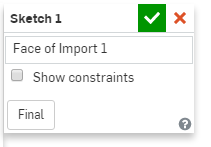 Sketch 1
Face of Import 1
Show constraints
Final
?